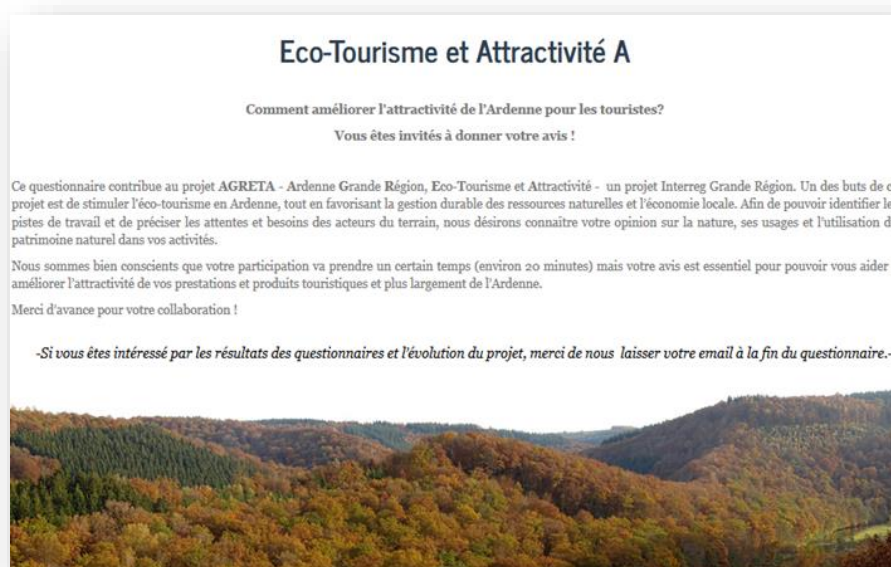 Eco-Tourisme et Attractivité A
Comment améliorer l'attractivité de l'Ardenne pour les touristes?
Vous êtes invités à donner votre avis !
Ce questionnaire contribue au projet AGRETA - Ardenne Grande Région, Eco-Tourisme et Attractivité - un projet Interreg Grande Région. Un des buts de
projet est de stimuler l'éco-tourisme en Ardenne, tout en favorisant la gestion durable des ressources naturelles et l'économie locale. Afin de pouvoir identifier
pistes de travail et de préciser les attentes et besoins des acteurs du terrain, nous désirons connaître votre opinion sur la nature, ses usages et l'utilisation
patrimoine naturel dans vos activités.
Nous sommes bien conscients que votre participation va prendre un certain temps (environ 20 minutes) mais votre avis est essentiel pour pouvoir vous aider
améliorer l'attractivité de vos prestations et produits touristiques et plus largement de l'Ardenne.
Merci d'avance pour votre collaboration !
-Si vous êtes intéressé par les résultats des questionnaires et l'évolution du projet, merci de nous laisser votre email à la fin du questionnaire.-